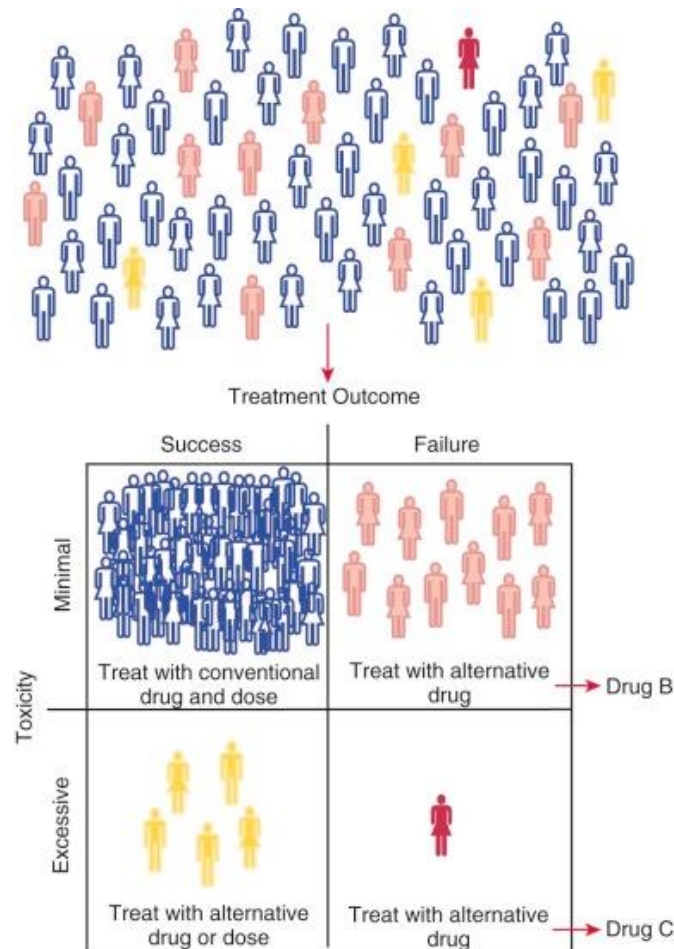 Treatment Outcome
Success
Failure
Toxicity
Minimal
Treat with conventional
drug and dose
Treat with alternative
drug
Drug B
Excessive
Treat with alternative
drug or dose
Treat with alternative
drug
Drug C